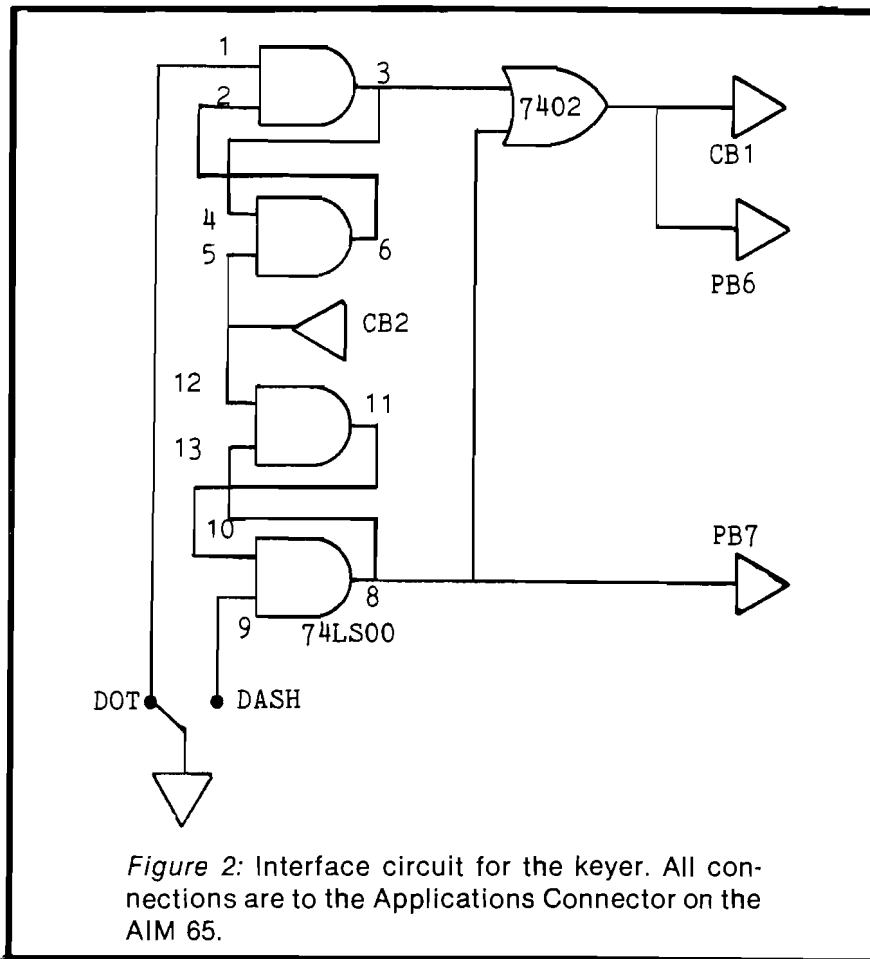 1
3
2
7402
CB1
4
5
6
PB6
CB2
12
11
13
10
PB7
8
9
74LS00
DOT
DASH
Figure 2: Interface circuit for the keyer. All con-
nections are to the Applications Connector on the
AIM 65.